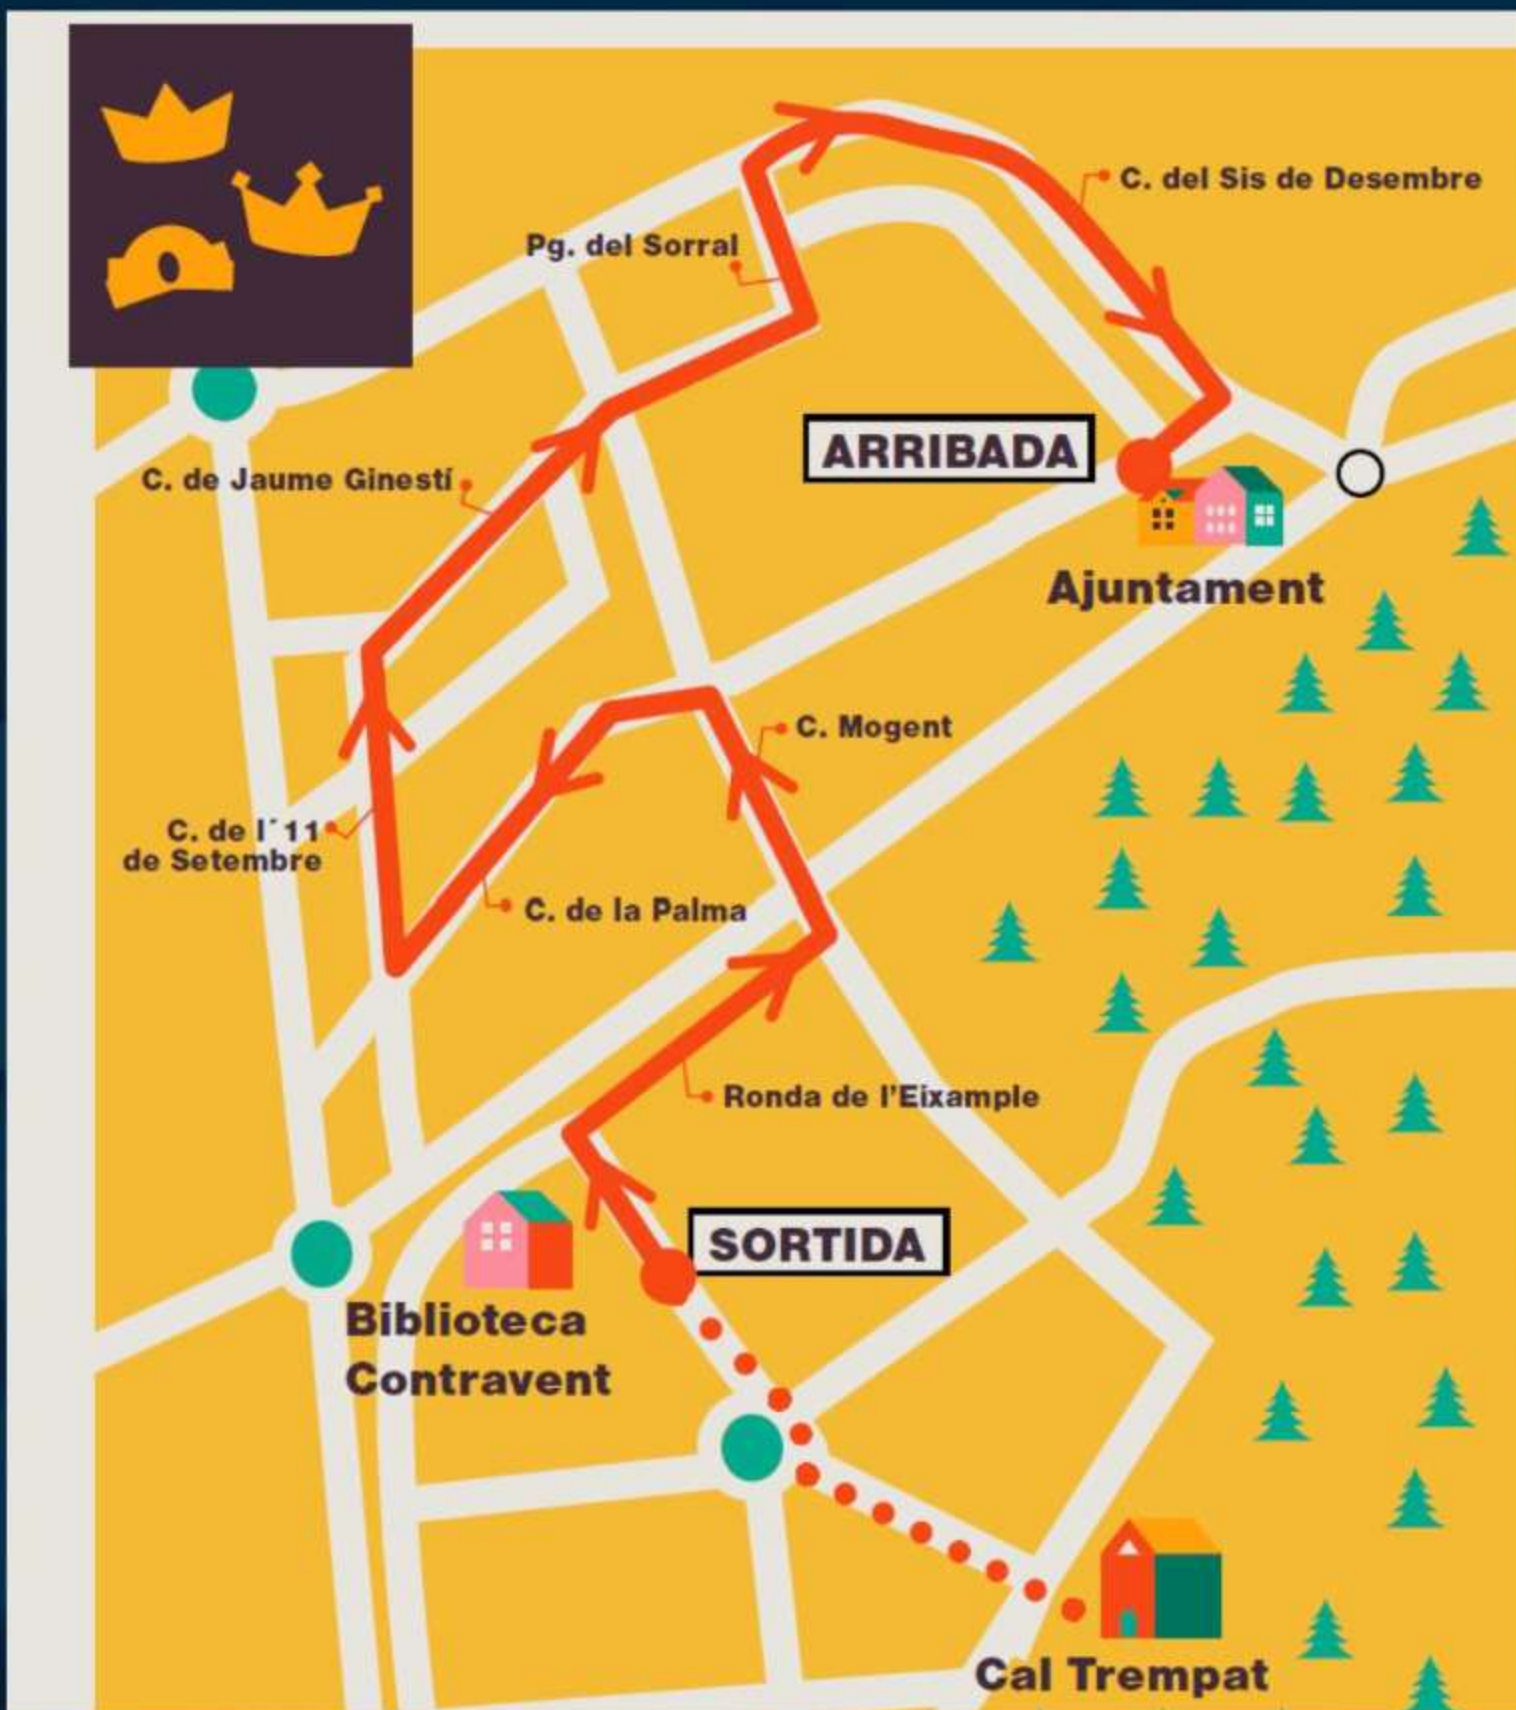 C. del Sis de Desembre
Pg. del Sorral
ARRIBADA
C. de Jaume Ginestí
Ajuntament
C. Mogent
C. de l´11
de Setembre
C. de la Palma
Ronda de l'Eixample
SORTIDA
Biblioteca
Contravent
Cal Trempat